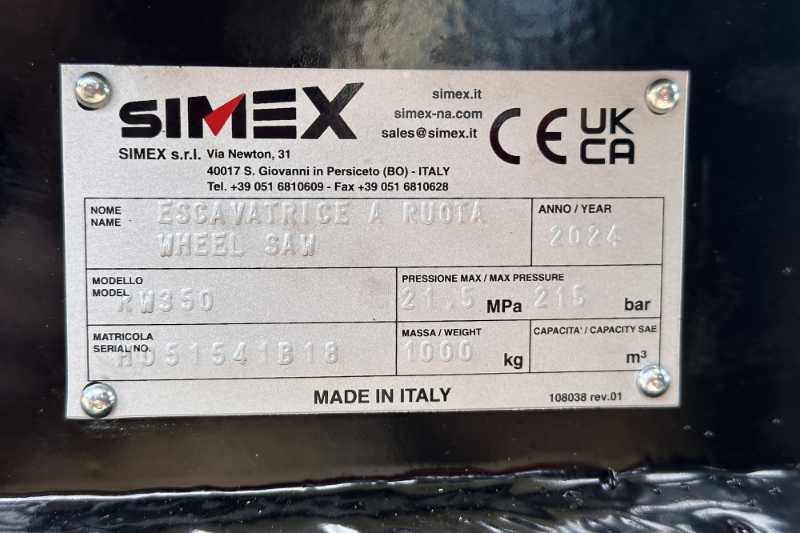 SIMEX
simex.it
simex-na.com
sales@simex.it
CE UK CA
SIMEX s.r.l. Via Newton, 31
40017 S. Giovanni in Persiceto (BO) - ITALY
Tel. +39 051 6810609 - Fax +39 051 6810628
NOME
NAME
ESCAVATRICE A RUOTA
WHEEL SAW
ANNO / YEAR
2024
MODELLO
MODEL
RW350
PRESSIONE MAX / MAX PRESSURE
21,5 MPa 215 bar
MATRICOLA
SERIAL NO.
H051541B18
MASSA / WEIGHT
1000 kg
CAPACITA' / CAPACITY SAE
m³
MADE IN ITALY
108038 rev.01